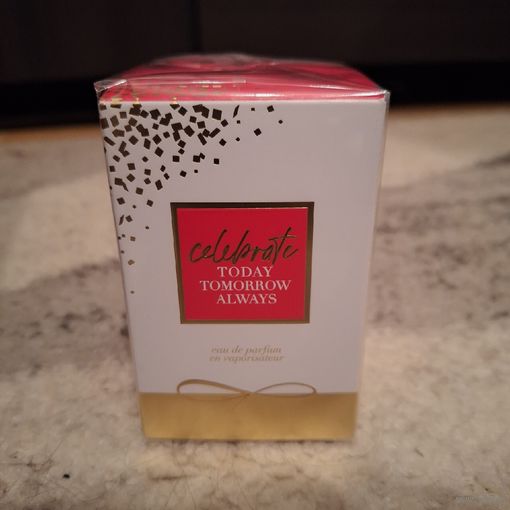 celebrate
TODAY
TOMORROW
ALWAYS
eau de parfum
en vaporisateur